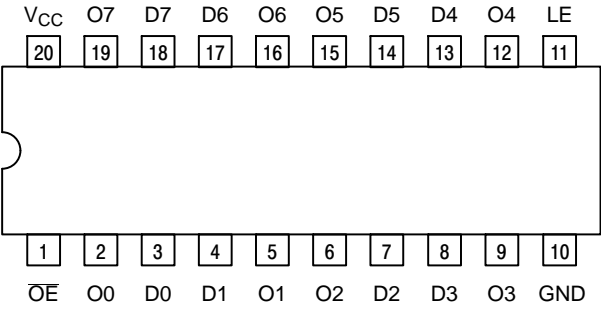 VCC O7 D7 D6 O6 O5 D5 D4 O4 LE
20 19 18 17 16 15 14 13 12 11
1 2 3 4 5 6 7 8 9 10
O̅E̅ O0 D0 D1 O1 O2 D2 D3 O3 GND